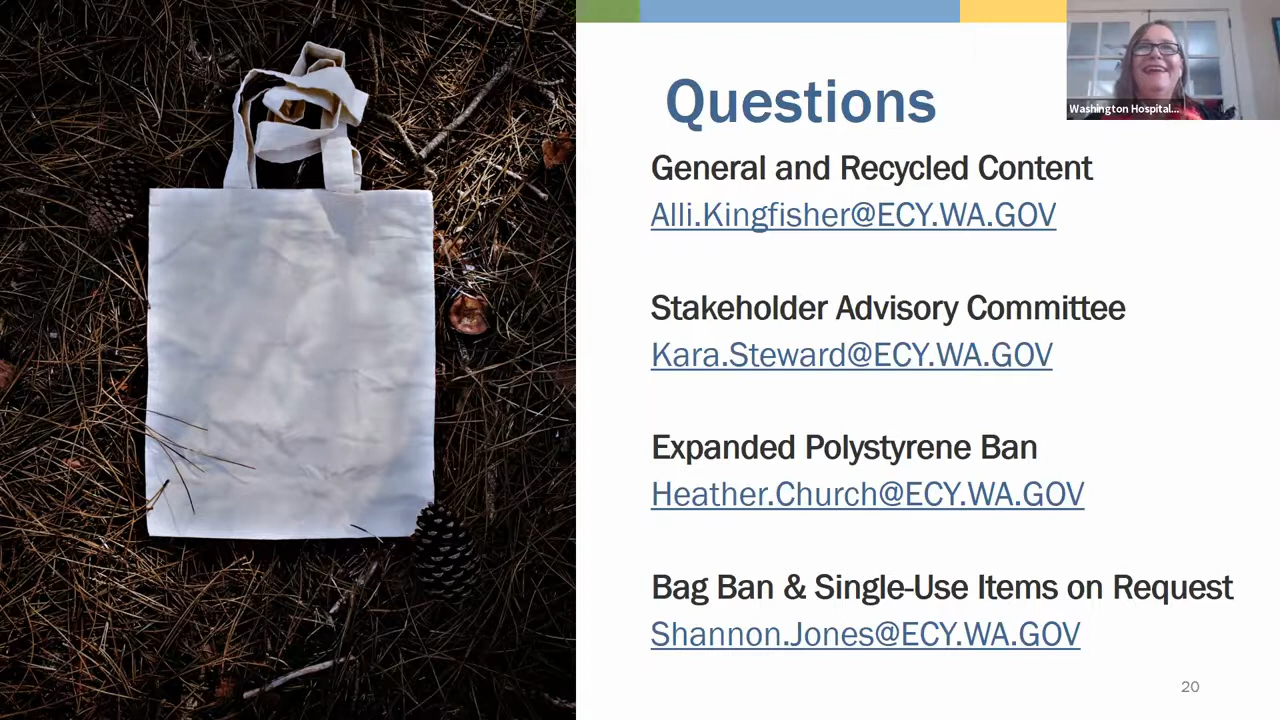 Questions
Washington Hospital...
General and Recycled Content
Alli.Kingfisher@ECY.WA.GOV
Stakeholder Advisory Committee
Kara.Steward@ECY.WA.GOV
Expanded Polystyrene Ban
Heather.Church@ECY.WA.GOV
Bag Ban & Single-Use Items on Request
Shannon.Jones@ECY.WA.GOV
20